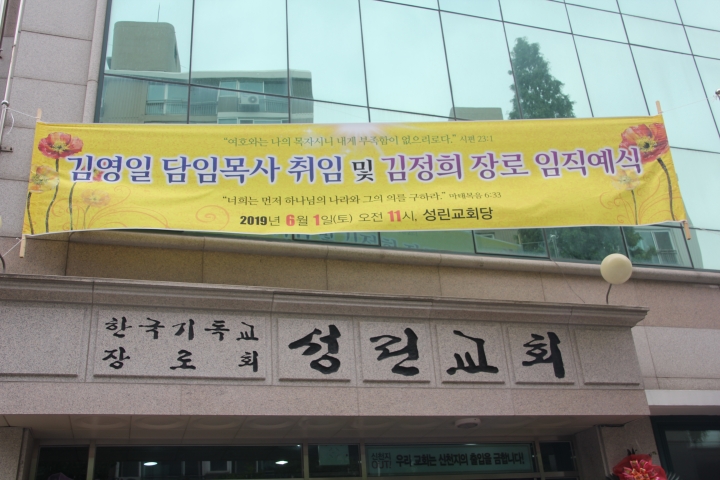 "여호와는 나의 목자시니 내게 부족함이 없으리로다." 시편 23:1
김영일 담임목사 취임 및 김정희 장로 임직예식
"너희는 먼저 하나님의 나라와 그의 의를 구하라." 마태복음 6:33
2019년 6월 1일(토) 오전 11시, 성린교회당
한국기독교
장로회
성린교회
우리 교회는 신천지의 출입을 금합니다!